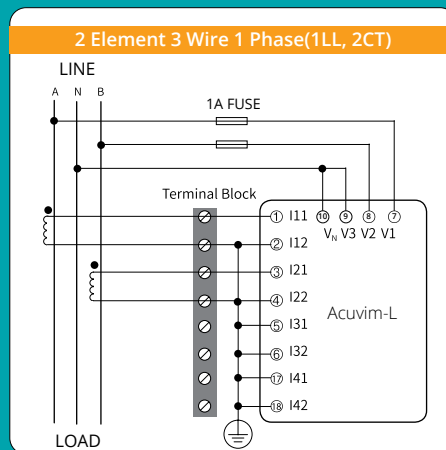 2 Element 3 Wire 1 Phase(1LL, 2CT)
LINE
A N B
1A FUSE
Terminal Block
10 9 8 7
VN V3 V2 V1
1 I11
2 I12
3 I21
4 I22
Acuvim-L
5 I31
6 I32
17 I41
18 I42
LOAD